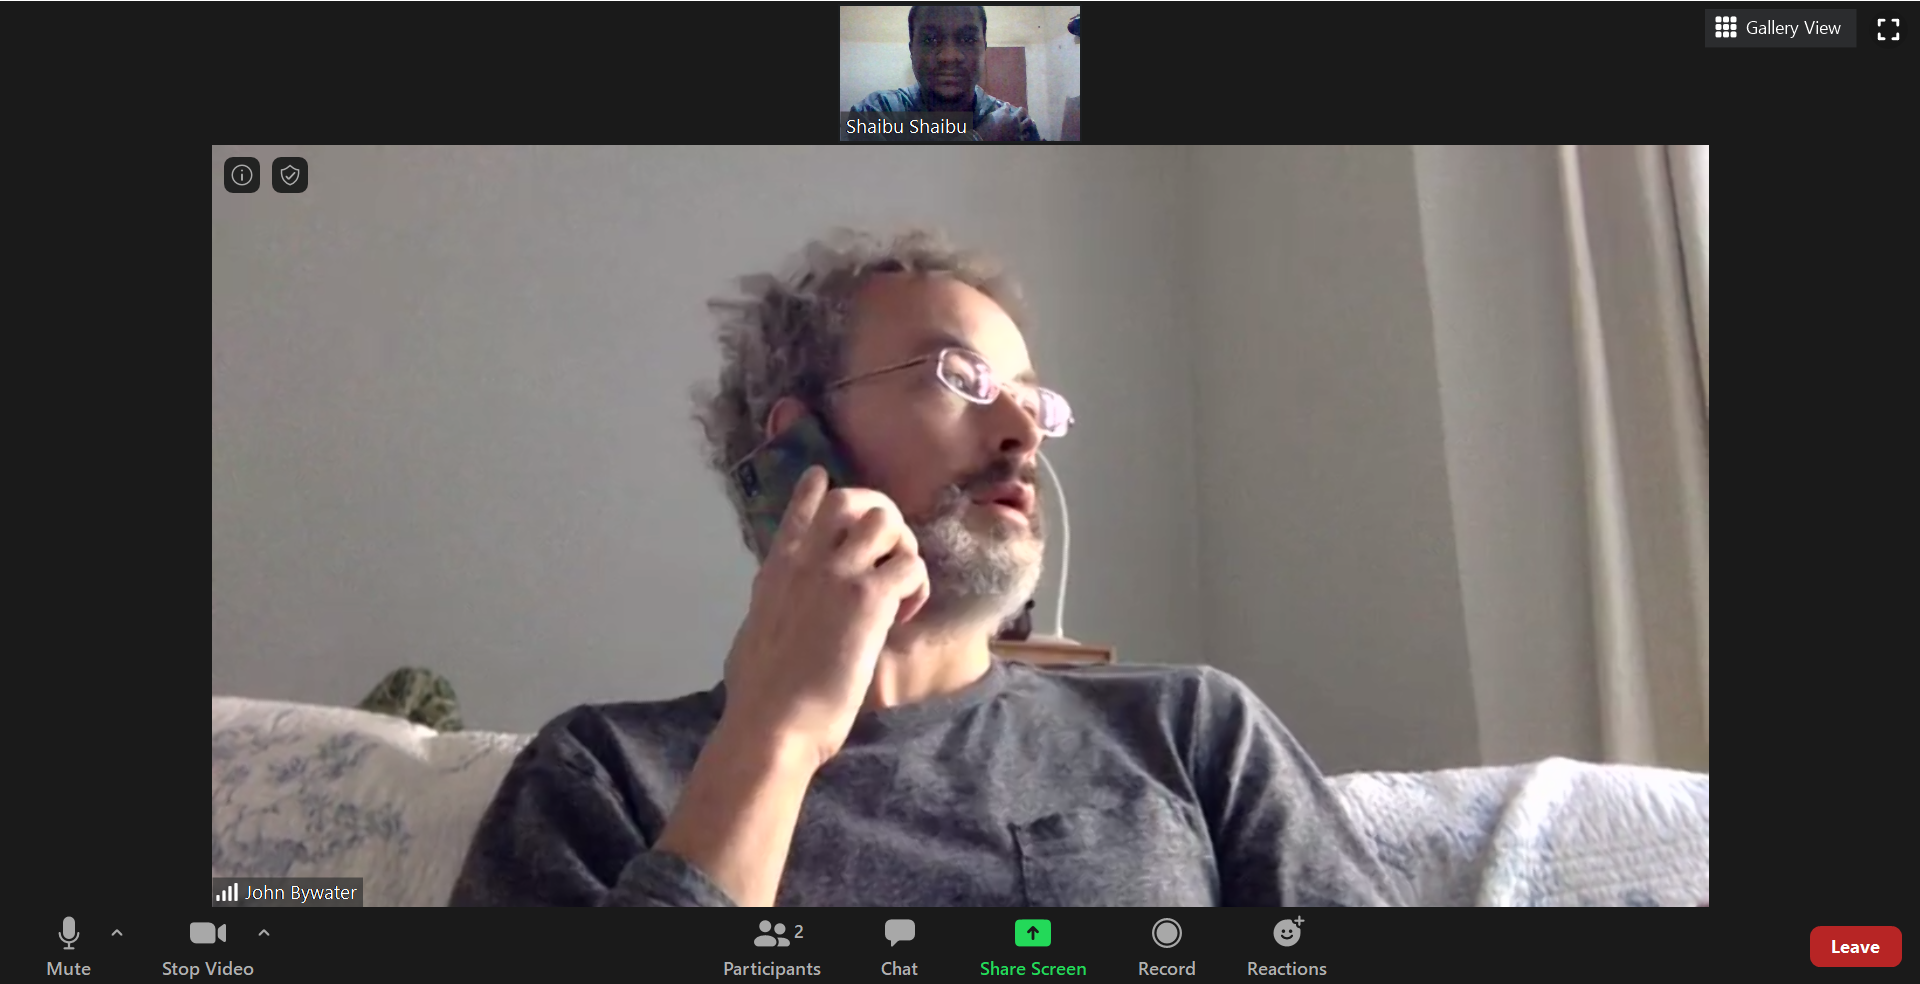 Gallery View
Shaibu Shaibu
John Bywater
Mute
Stop Video
2
Participants
Chat
Share Screen
Record
Reactions
Leave